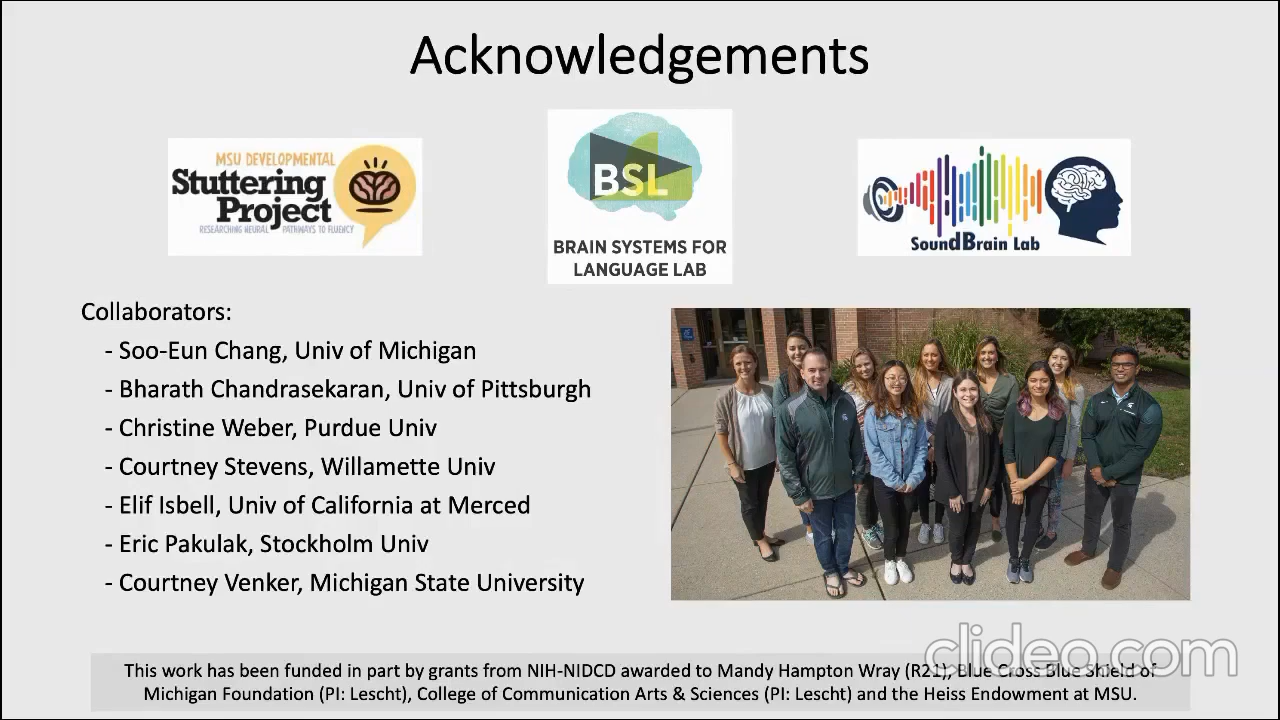 Acknowledgements
MSU DEVELOPMENTAL
Stuttering
Project
RESEARCHING NEURAL PATHWAYS TO FLUENCY
BSL
BRAIN SYSTEMS FOR
LANGUAGE LAB
SoundBrain Lab
Collaborators:
- Soo-Eun Chang, Univ of Michigan
- Bharath Chandrasekaran, Univ of Pittsburgh
- Christine Weber, Purdue Univ
- Courtney Stevens, Willamette Univ
- Elif Isbell, Univ of California at Merced
- Eric Pakulak, Stockholm Univ
- Courtney Venker, Michigan State University
clideo.com
This work has been funded in part by grants from NIH-NIDCD awarded to Mandy Hampton Wray (R21), Blue Cross Blue Shield of
Michigan Foundation (PI: Lescht), College of Communication Arts & Sciences (PI: Lescht) and the Heiss Endowment at MSU.